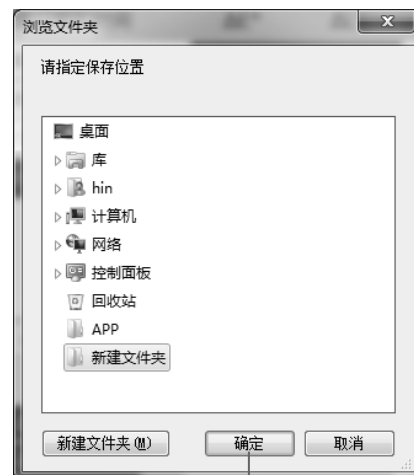 浏览文件夹
请指定保存位置
桌面
库
hin
计算机
网络
控制面板
回收站
APP
新建文件夹
新建文件夹(M) 确定 取消